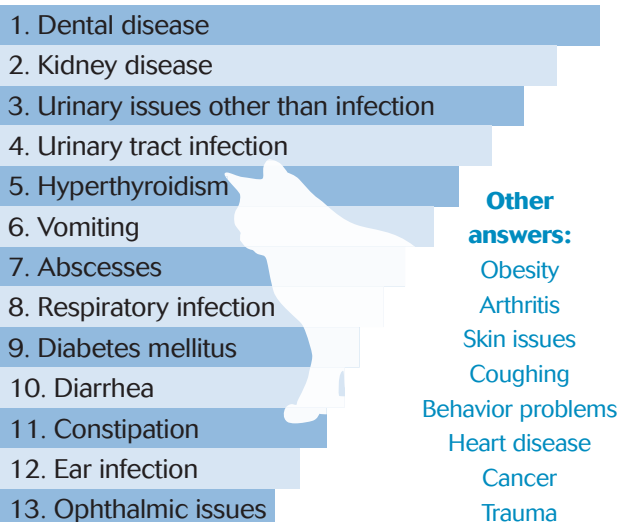 1. Dental disease
2. Kidney disease
3. Urinary issues other than infection
4. Urinary tract infection
5. Hyperthyroidism
6. Vomiting
7. Abscesses
8. Respiratory infection
9. Diabetes mellitus
10. Diarrhea
11. Constipation
12. Ear infection
13. Ophthalmic issues
Other
answers:
Obesity
Arthritis
Skin issues
Coughing
Behavior problems
Heart disease
Cancer
Trauma